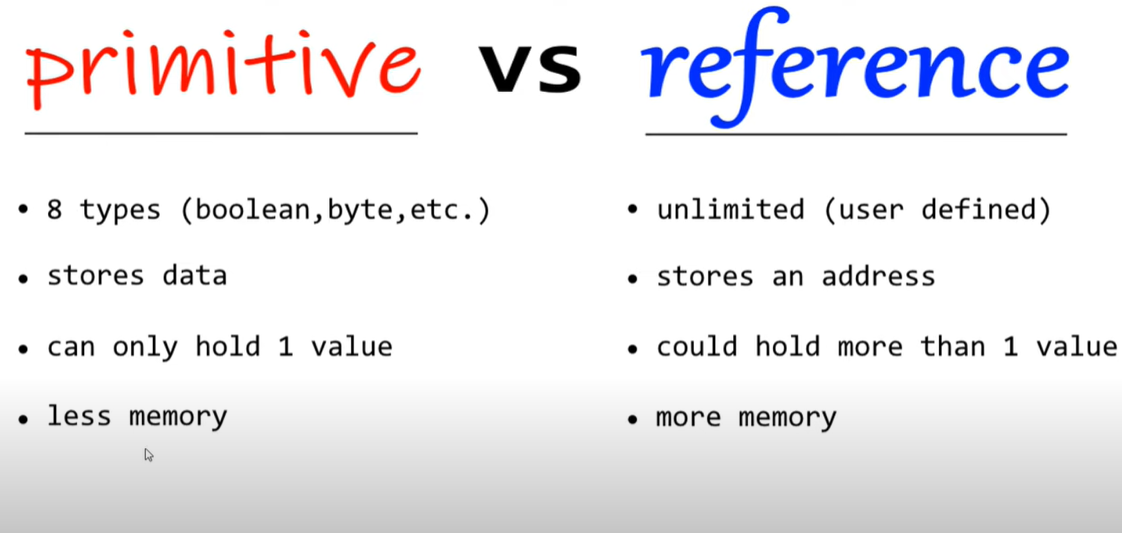 primitive vs reference
• 8 types (boolean,byte,etc.)
• stores data
• can only hold 1 value
• less memory
• unlimited (user defined)
• stores an address
• could hold more than 1 value
• more memory